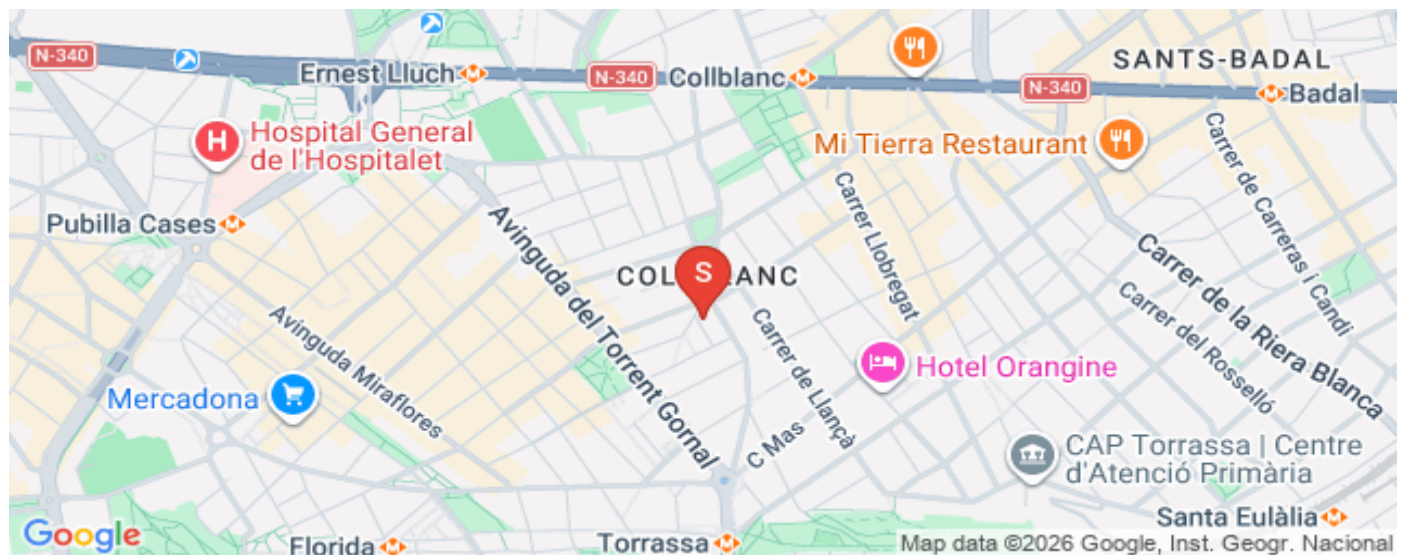 N-340
Ernest Lluch
N-340
Collblanc
SANTS-BADAL
N-340
Badal
H
Hospital General
de l'Hospitalet
Mi Tierra Restaurant
Carrer de Carreras i Candi
Carrer Llobregat
Pubilla Cases
Avinguda del Torrent Gornal
Carrer de la Riera Blanca
S
COL ANC
Carrer del Rosselló
Avinguda Miraflores
Carrer de Llançà
Hotel Orangine
Mercadona
C Mas
CAP Torrassa | Centre
d'Atenció Primària
Santa Eulàlia
Google
Florida
Torrassa
Map data ©2026 Google, Inst. Geogr. Nacional